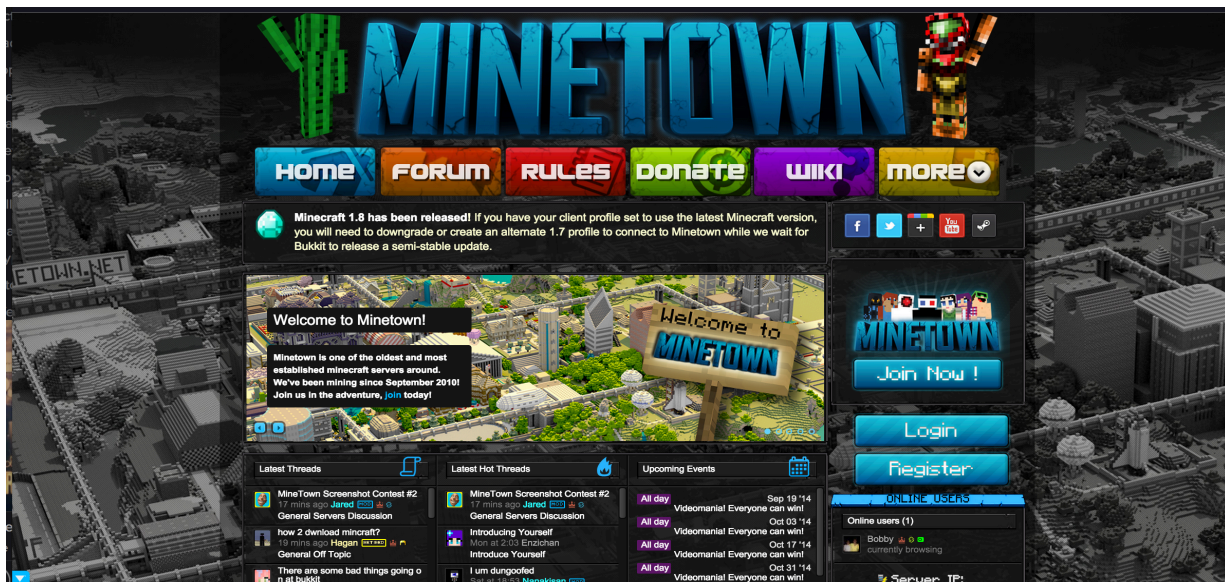 MINETOWN
HOME
FORUM
RULES
DONATE
WIKI
MORE
Minecraft 1.8 has been released! If you have your client profile set to use the latest Minecraft version,
you will need to downgrade or create an alternate 1.7 profile to connect to Minetown while we wait for
Bukkit to release a semi-stable update.
f
+
You
Tube
ETOWN.NET
Welcome to Minetown!
Minetown is one of the oldest and most
established minecraft servers around.
We've been mining since September 2010!
Join us in the adventure, join today!
Welcome to
MINETOWN
MINETOWN
Join Now !
Login
Register
Latest Threads
MineTown Screenshot Contest #2
17 mins ago Jared
General Servers Discussion
how 2 dwnload mincraft?
19 mins ago Hagan
General Off Topic
There are some bad things going o
n at bukkit
Latest Hot Threads
MineTown Screenshot Contest #2
17 mins ago Jared
General Servers Discussion
Introducing Yourself
Mon at 2:03 Enzichan
Introduce Yourself
I um dungoofed
Sat at 18:53 Nanakisan
Upcoming Events
All day
Sep 19 '14
Videomania! Everyone can win!
All day
Oct 03 '14
Videomania! Everyone can win!
All day
Oct 17 '14
Videomania! Everyone can win!
All day
Oct 31 '14
Videomania! Everyone can win!
ONLINE USERS
Online users (1)
Bobby
currently browsing
Server IP: